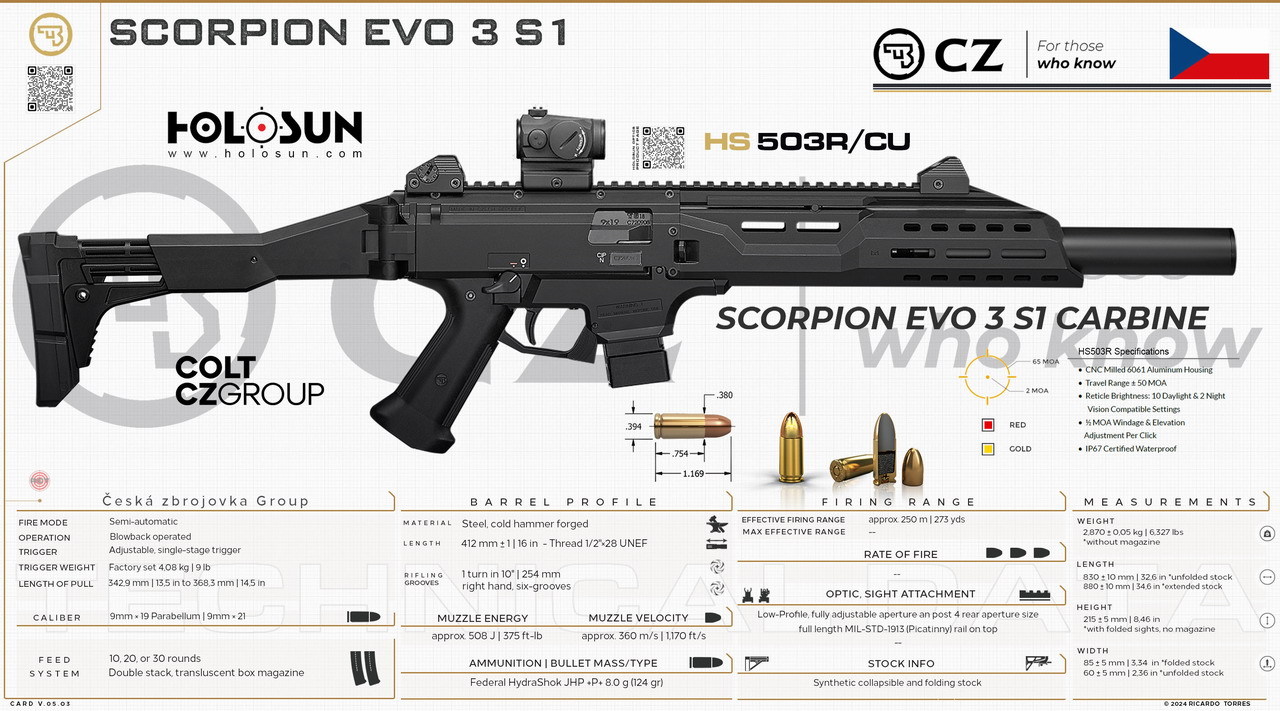 SCORPION EVO 3 S1
CZ
For those
who know
HOLOSUN
www.holosun.com
HOLOSUN OPTICS
PRODUCT PAGE
HS 503R/CU
9x19
CZ
who know
SCORPION EVO 3 S1 CARBINE
COLT
CZGROUP
65 MOA
2 MOA
RED
GOLD
HS503R Specifications
• CNC Milled 6061 Aluminum Housing
• Travel Range ± 50 MOA
• Reticle Brightness: 10 Daylight & 2 Night
Vision Compatible Settings
• ½ MOA Windage & Elevation
Adjustment Per Click
• IP67 Certified Waterproof
.380
.394
.754
1.169
Česká zbrojovka Group
FIRE MODE Semi-automatic
OPERATION Blowback operated
TRIGGER Adjustable, single-stage trigger
TRIGGER WEIGHT Factory set 4,08 kg | 9 lb
LENGTH OF PULL 342,9 mm | 13,5 in to 368,3 mm | 14,5 in
CALIBER 9mm × 19 Parabellum | 9mm × 21
FEED
SYSTEM
10, 20, or 30 rounds
Double stack, transluscent box magazine
BARREL PROFILE
MATERIAL Steel, cold hammer forged
LENGTH 412 mm ± 1 | 16 in - Thread 1/2"×28 UNEF
RIFLING
GROOVES
1 turn in 10" | 254 mm
right hand, six-grooves
MUZZLE ENERGY MUZZLE VELOCITY
approx. 508 J | 375 ft-lb approx. 360 m/s | 1,170 ft/s
AMMUNITION | BULLET MASS/TYPE
Federal HydraShok JHP +P+ 8.0 g (124 gr)
FIRING RANGE
EFFECTIVE FIRING RANGE approx. 250 m | 273 yds
MAX EFFECTIVE RANGE --
RATE OF FIRE
--
OPTIC, SIGHT ATTACHMENT
Low-Profile, fully adjustable aperture an post 4 rear aperture size
full length MIL-STD-1913 (Picatinny) rail on top
--
STOCK INFO
Synthetic collapsible and folding stock
MEASUREMENTS
WEIGHT
2,870 ± 0,05 kg | 6,327 lbs
*without magazine
LENGTH
830 ± 10 mm | 32,6 in *unfolded stock
880 ± 10 mm | 34,6 in *extended stock
HEIGHT
215 ± 5 mm | 8,46 in
*with folded sights, no magazine
WIDTH
85 ± 5 mm | 3,34 in *folded stock
60 ± 5 mm | 2,36 in *unfolded stock
TECHNICAL DATA
CARD V.05.03
© 2024 RICARDO TORRES